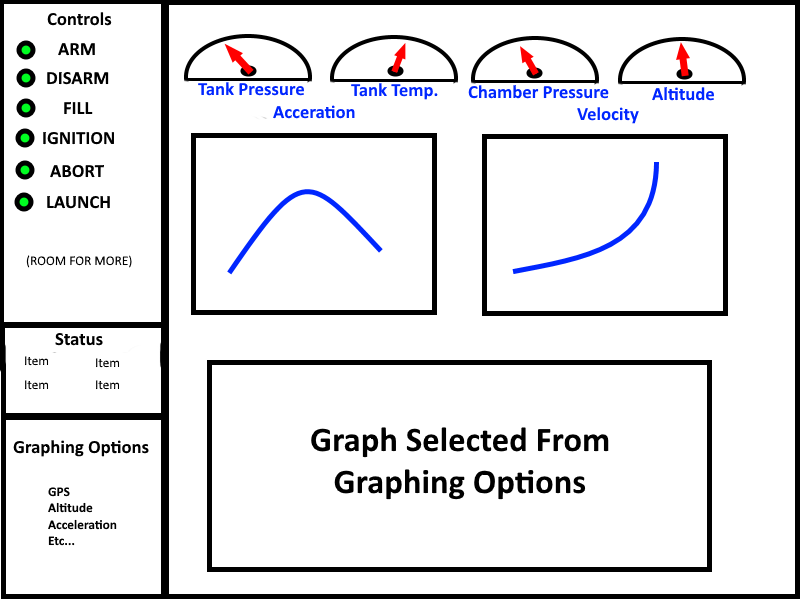 Controls
ARM
DISARM
FILL
IGNITION
ABORT
LAUNCH
(ROOM FOR MORE)
Status
Item Item
Item Item
Graphing Options
GPS
Altitude
Acceleration
Etc...
Tank Pressure Tank Temp. Chamber Pressure Altitude
Acceration Velocity
Graph Selected From
Graphing Options